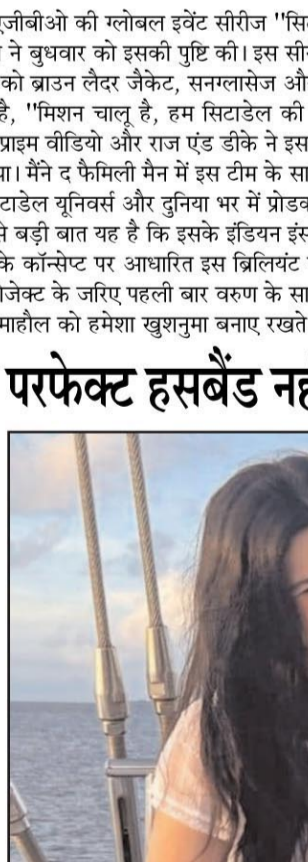 जीबीओ की ग्लोबल इवेंट सीरीज "सि
ने बुधवार को इसकी पुष्टि की। इस सी
को ब्राउन लैदर जैकेट, सनग्लासेज औ
है, "मिशन चालू है, हम सिटाडेल की
प्राइम वीडियो और राज एंड डीके ने इस
मैंने द फैमिली मैन में इस टीम के सा
टाडेल यूनिवर्स और दुनिया भर में प्रोडक
बड़ी बात यह है कि इसके इंडियन इंस
के कॉन्सेप्ट पर आधारित इस ब्रिलियंट
जेक्ट के जरिए पहली बार वरुण के सा
माहौल को हमेशा खुशनुमा बनाए रखते
परफेक्ट हसबैंड नह